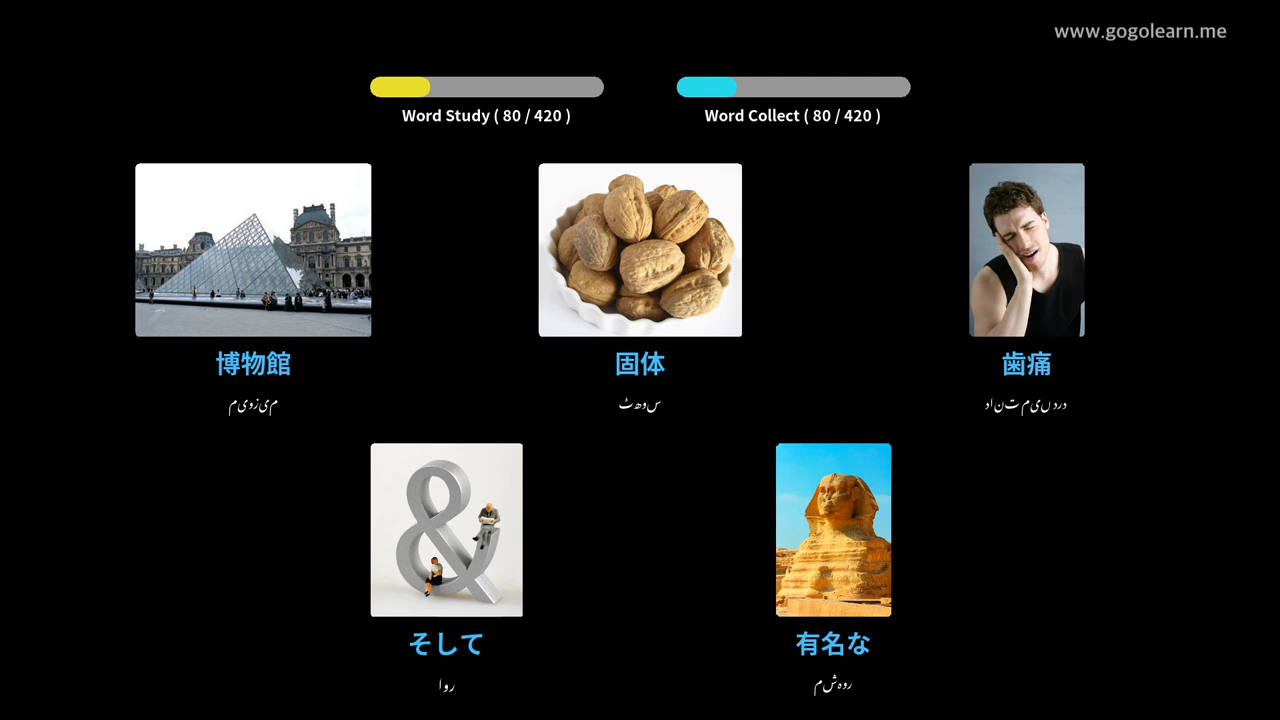 www.gogolearn.me
Word Study ( 80 / 420 )
Word Collect ( 80 / 420 )
博物館
固体
歯痛
میوزیم
ٹھوس
دانت میں درد
そして
有名な
اور
مشہور